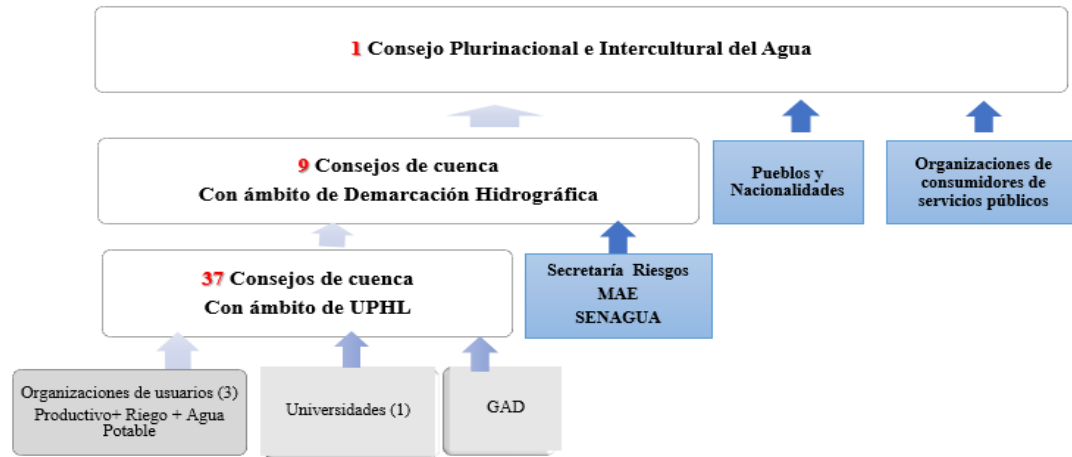 1 Consejo Plurinacional e Intercultural del Agua
9 Consejos de cuenca
Con ámbito de Demarcación Hidrográfica
Pueblos y
Nacionalidades
Organizaciones de
consumidores de
servicios públicos
37 Consejos de cuenca
Con ámbito de UPHL
Secretaría Riesgos
MAE
SENAGUA
Organizaciones de usuarios (3)
Productivo+ Riego + Agua
Potable
Universidades (1)
GAD